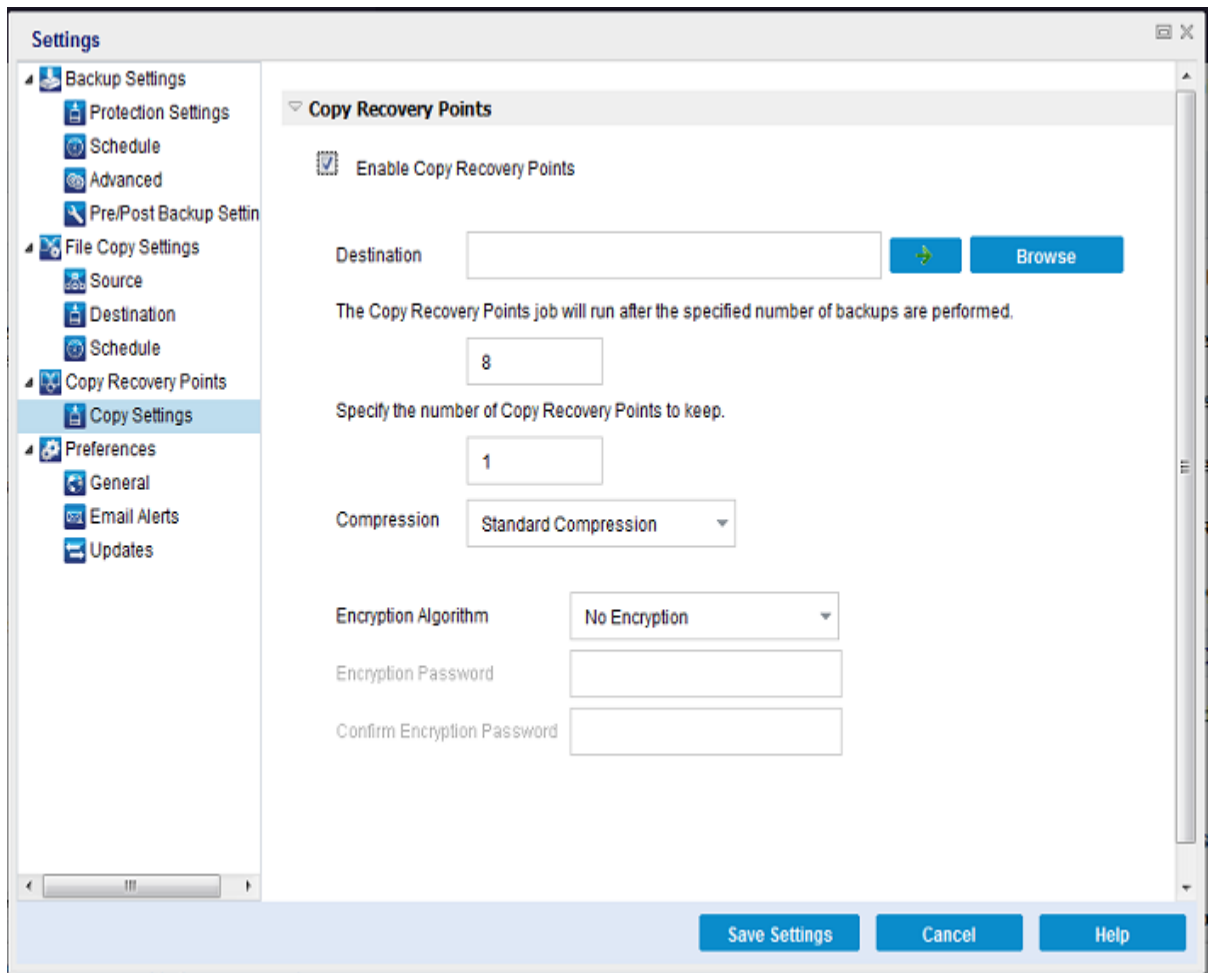 Settings
Backup Settings
Protection Settings
Schedule
Advanced
Pre/Post Backup Settin
File Copy Settings
Source
Destination
Schedule
Copy Recovery Points
Copy Settings
Preferences
General
Email Alerts
Updates
Copy Recovery Points
Enable Copy Recovery Points
Destination
Browse
The Copy Recovery Points job will run after the specified number of backups are performed.
8
Specify the number of Copy Recovery Points to keep.
1
Compression Standard Compression
Encryption Algorithm No Encryption
Encryption Password
Confirm Encryption Password
Save Settings Cancel Help